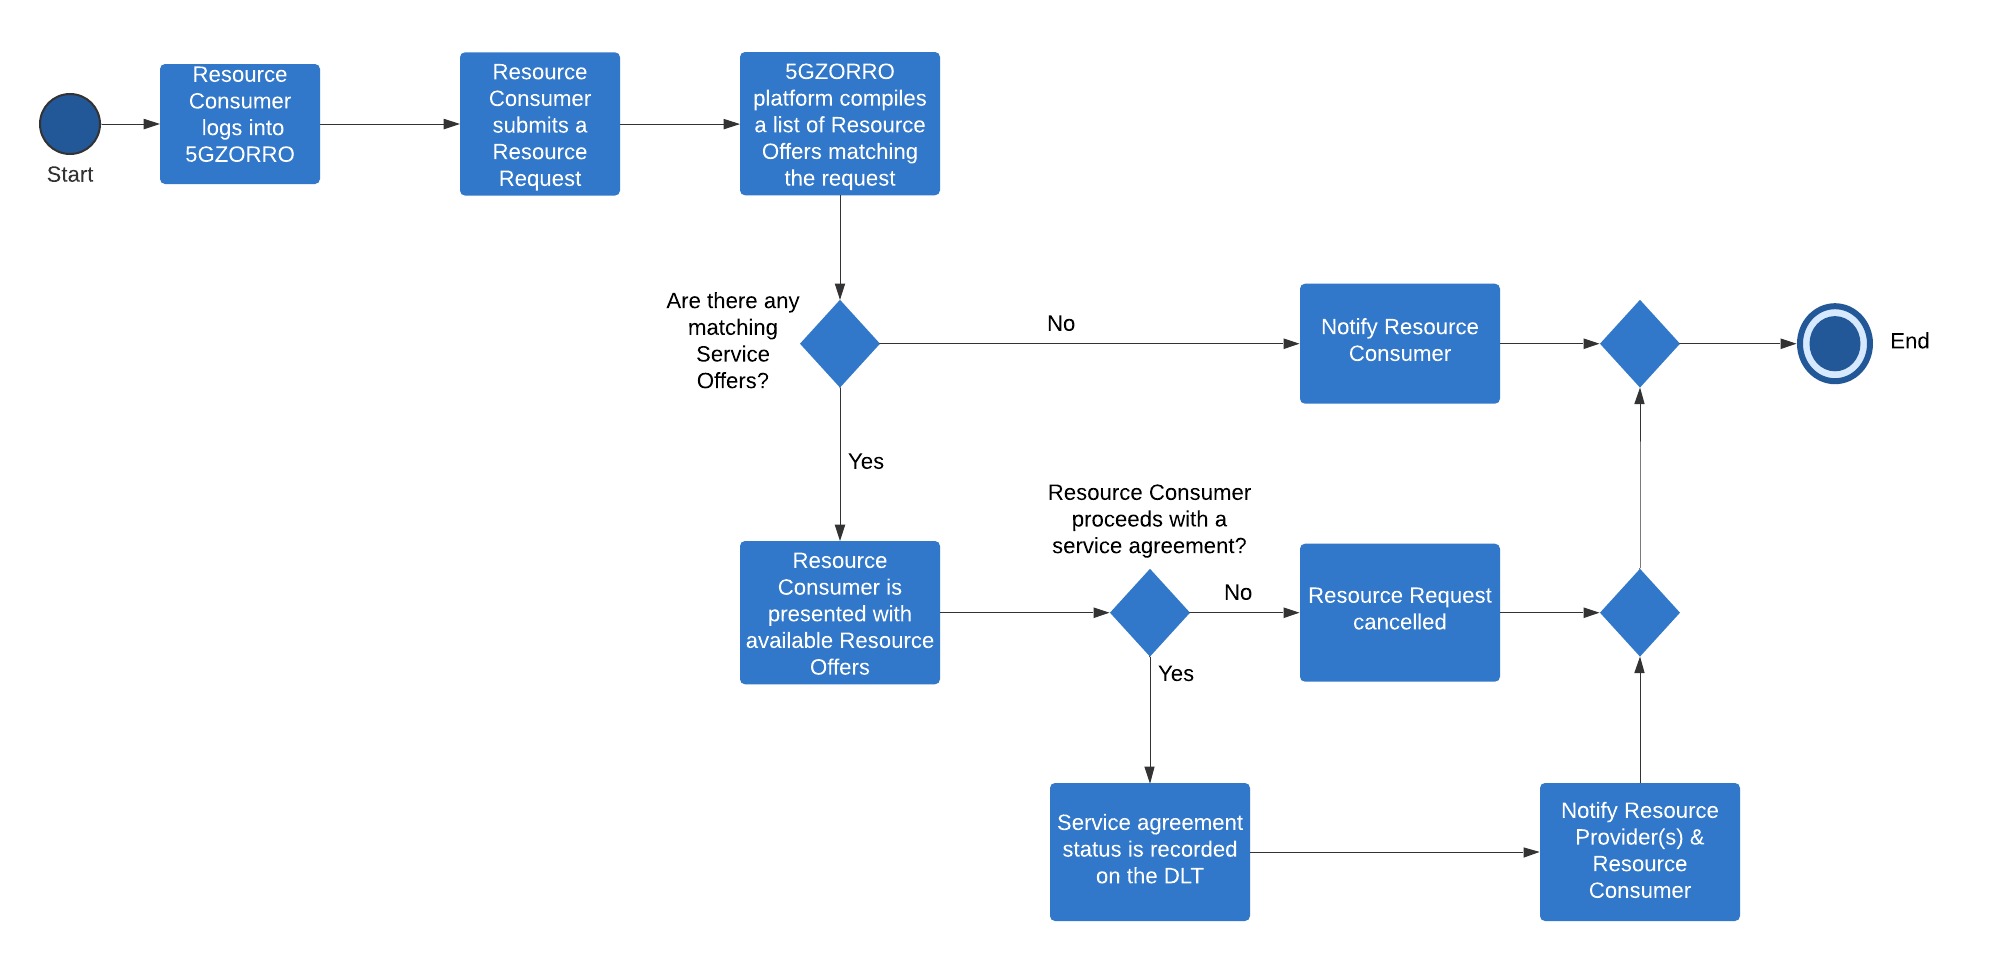 Start
Resource
Consumer
logs into
5GZORRO
Resource
Consumer
submits a
Resource
Request
5GZORRO
platform compiles
a list of Resource
Offers matching
the request
Are there any
matching
Service
Offers?
No
Notify Resource
Consumer
End
Yes
Resource
Consumer is
presented with
available Resource
Offers
Resource Consumer
proceeds with a
service agreement?
No
Resource Request
cancelled
Yes
Service agreement
status is recorded
on the DLT
Notify Resource
Provider(s) &
Resource
Consumer